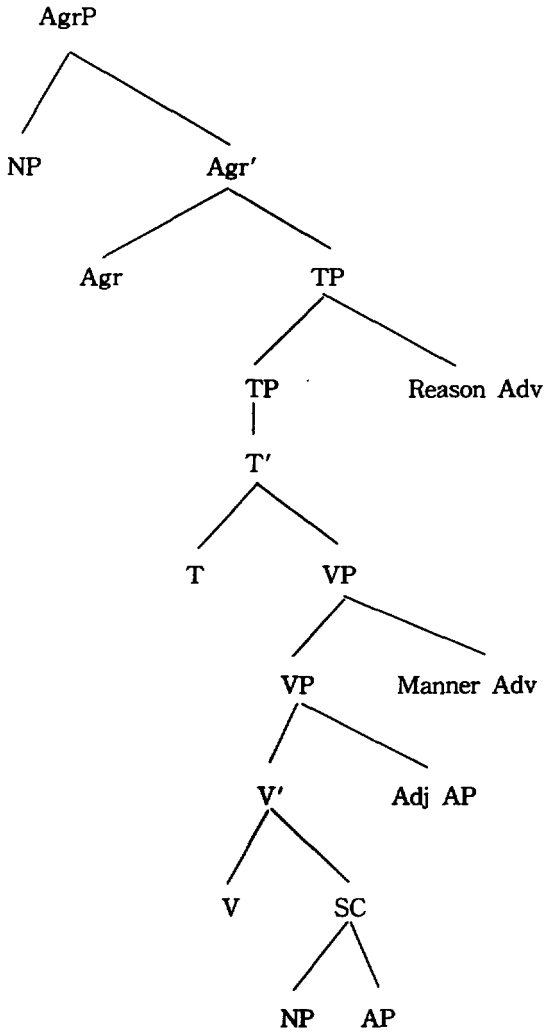 AgrP
NP Agr′
Agr TP
TP Reason Adv
T′
T VP
VP Manner Adv
V′ Adj AP
V SC
NP AP